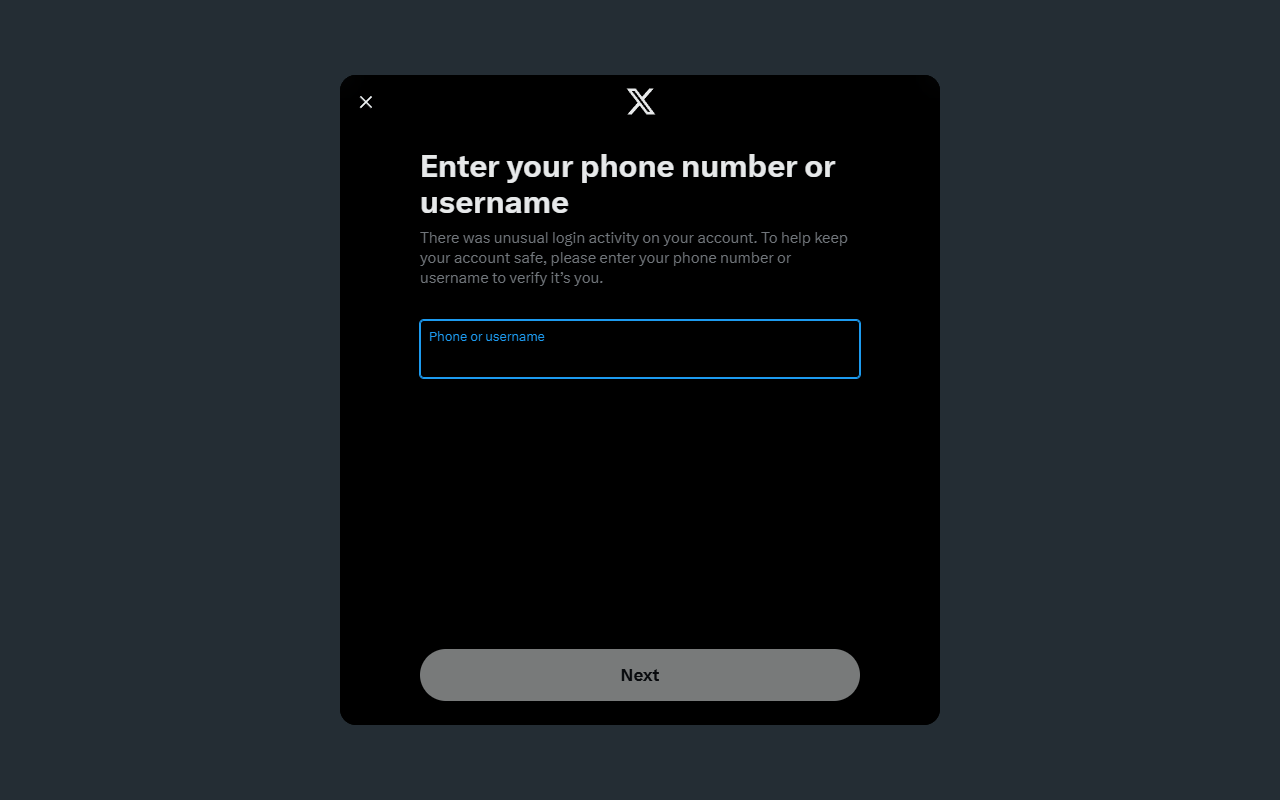 Enter your phone number or
username
There was unusual login activity on your account. To help keep
your account safe, please enter your phone number or
username to verify it’s you.
Phone or username
Next